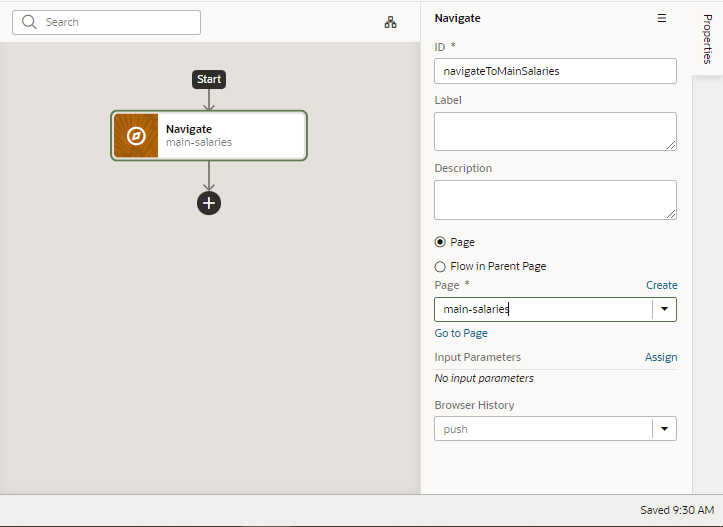 Search
Start
Navigate
main-salaries
Navigate
Properties
ID *
navigateToMainSalaries
Label
Description
Page
Flow in Parent Page
Page * Create
main-salaries
Go to Page
Input Parameters Assign
No input parameters
Browser History
push
Saved 9:30 AM